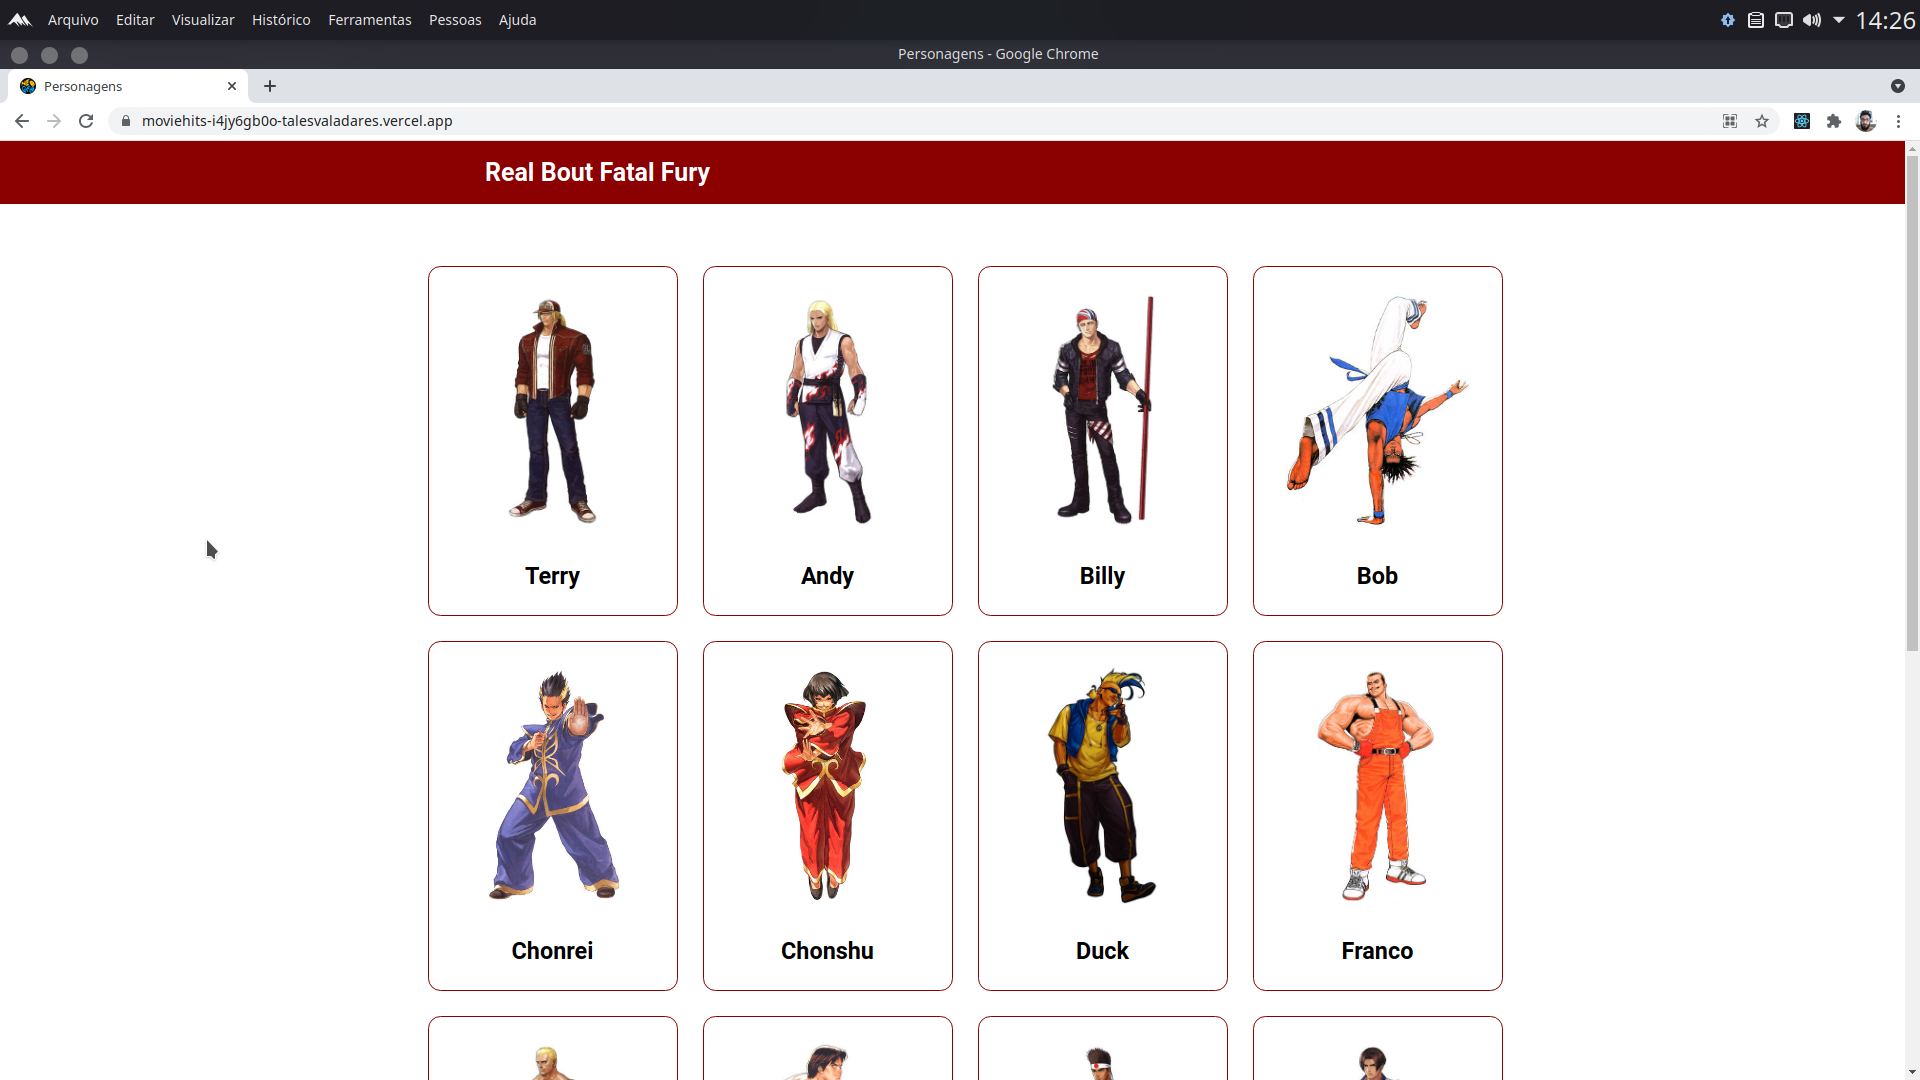 Arquivo Editar Visualizar Histórico Ferramentas Pessoas Ajuda 14:26
Personagens - Google Chrome
Personagens
moviehits-i4jy6gb0o-talesvaladares.vercel.app
Real Bout Fatal Fury
Terry Andy Billy Bob
Chonrei Chonshu Duck Franco